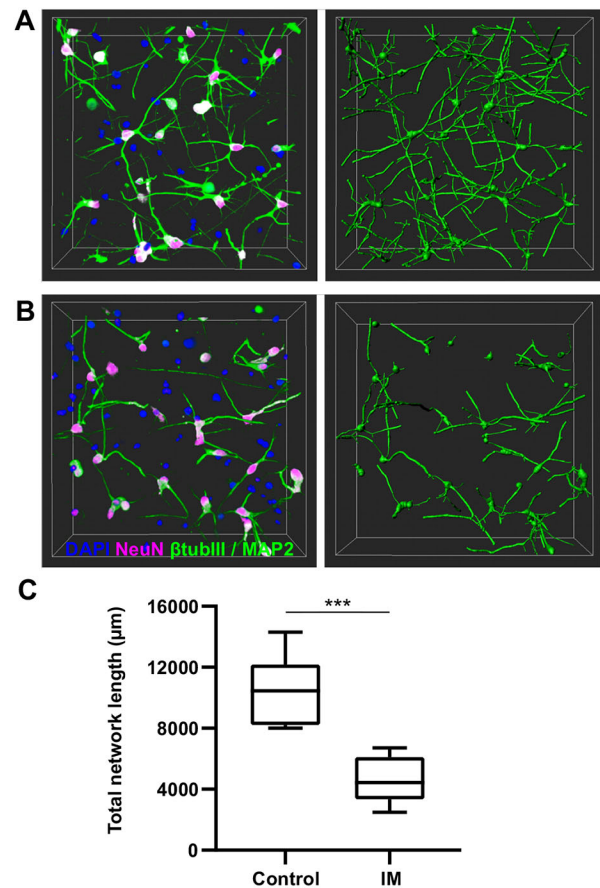 A
B
DAPI NeuN βtubIII / MAP2
C
Total network length (µm)
16000
12000
8000
4000
0
***
Control IM